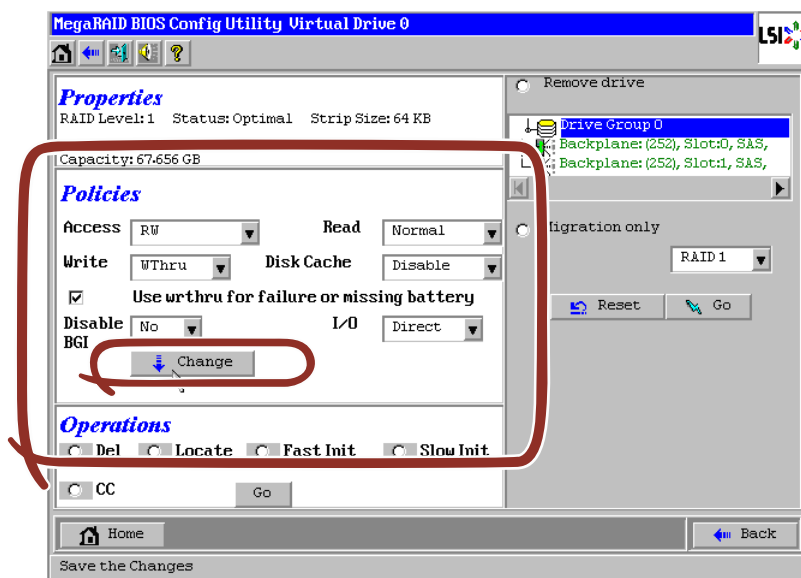 MegaRAID BIOS Config Utility Virtual Drive 0
LSI
Properties
RAID Level: 1 Status: Optimal Strip Size: 64 KB
Capacity: 67.656 GB
Policies
Access RW Read Normal
Write WThru Disk Cache Disable
Use wrthru for failure or missing battery
Disable BGI No I/O Direct
Change
Operations
Del Locate Fast Init Slow Init
CC Go
Remove drive
Drive Group 0
Backplane: (252), Slot:0, SAS,
Backplane: (252), Slot:1, SAS,
Migration only
RAID 1
Reset Go
Home Back
Save the Changes